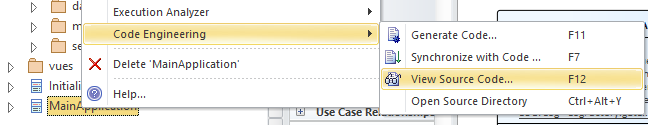 da
m
se
vues
Initiali
MainApplication
Execution Analyzer
Code Engineering
Delete 'MainApplication'
Help...
Generate Code... F11
Synchronize with Code ... F7
View Source Code... F12
Open Source Directory Ctrl+Alt+Y
Use Case Relationships